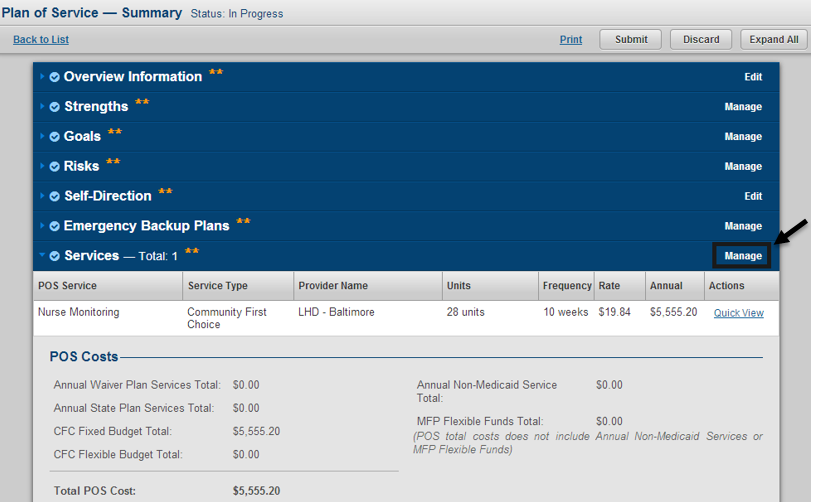 Plan of Service — Summary Status: In Progress
Back to List Print Submit Discard Expand All
Overview Information ** Edit
Strengths ** Manage
Goals ** Manage
Risks ** Manage
Self-Direction ** Edit
Emergency Backup Plans ** Manage
Services — Total: 1 ** Manage
POS Service Service Type Provider Name Units Frequency Rate Annual Actions
Nurse Monitoring Community First LHD - Baltimore 28 units 10 weeks $19.84 $5,555.20 Quick View
Choice
POS Costs
Annual Waiver Plan Services Total: $0.00
Annual State Plan Services Total: $0.00
CFC Fixed Budget Total: $5,555.20
CFC Flexible Budget Total: $0.00
Total POS Cost: $5,555.20
Annual Non-Medicaid Service $0.00
Total:
MFP Flexible Funds Total: $0.00
(POS total costs does not include Annual Non-Medicaid Services or
MFP Flexible Funds)